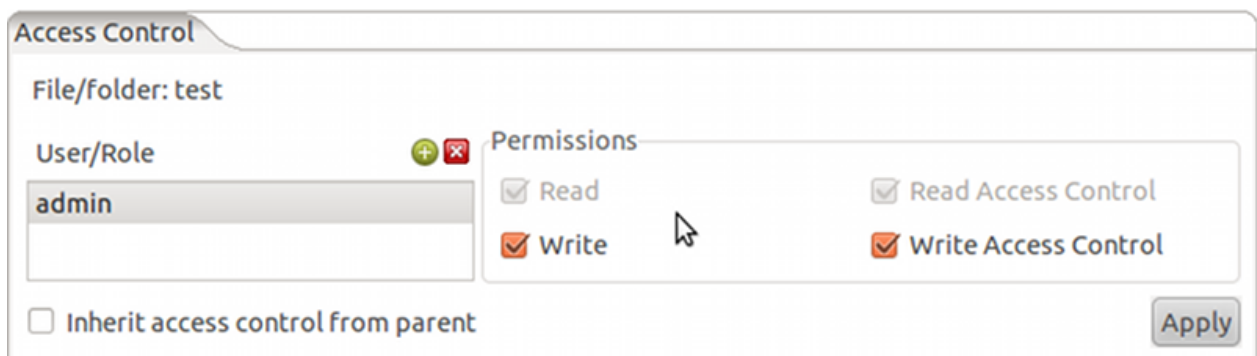 Access Control
File/folder: test
User/Role
Permissions
admin
Read
Read Access Control
Write
Write Access Control
Inherit access control from parent
Apply